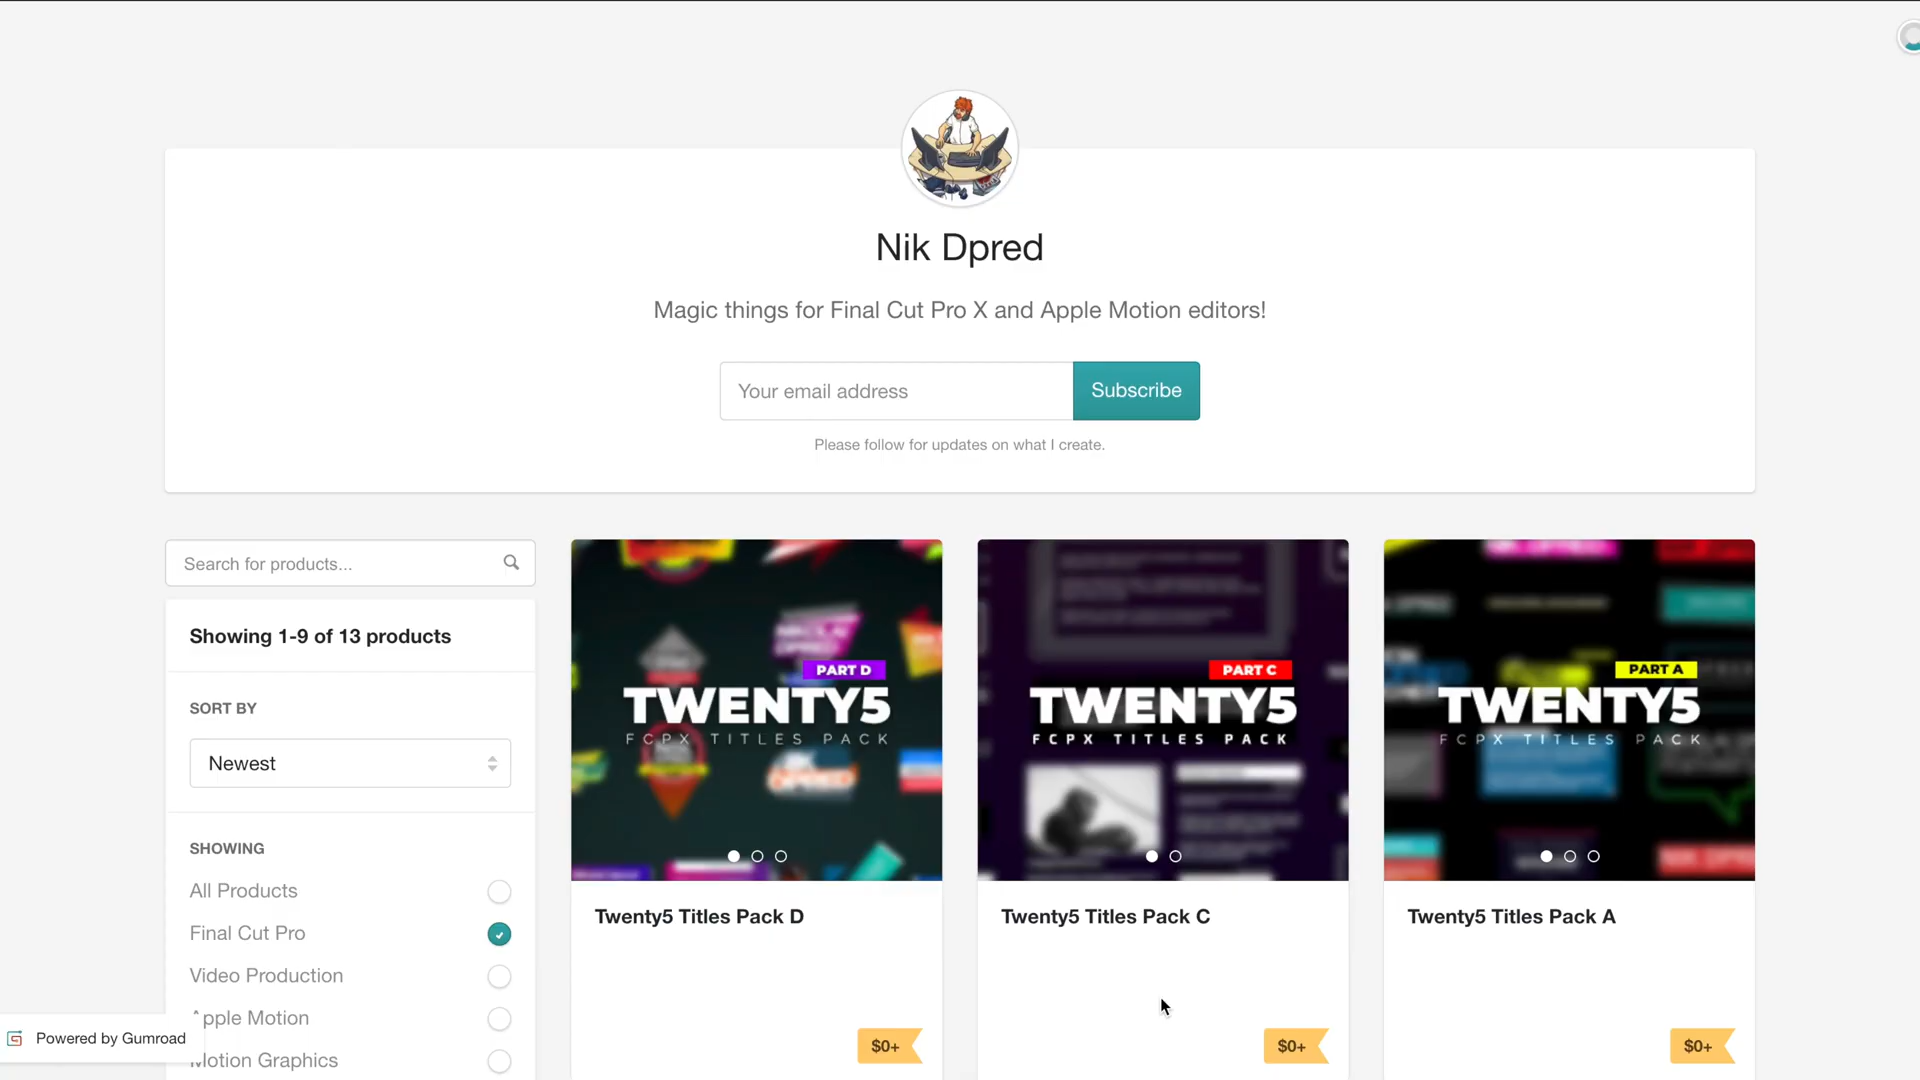 Nik Dpred
Magic things for Final Cut Pro X and Apple Motion editors!
Your email address
Subscribe
Please follow for updates on what I create.
Search for products...
Showing 1-9 of 13 products
SORT BY
Newest
SHOWING
All Products
Final Cut Pro
Video Production
Apple Motion
Motion Graphics
Powered by Gumroad
PART D
TWENTY5
FCPX TITLES PACK
Twenty5 Titles Pack D
$0+
PART C
TWENTY5
FCPX TITLES PACK
Twenty5 Titles Pack C
$0+
PART A
TWENTY5
FCPX TITLES PACK
Twenty5 Titles Pack A
$0+